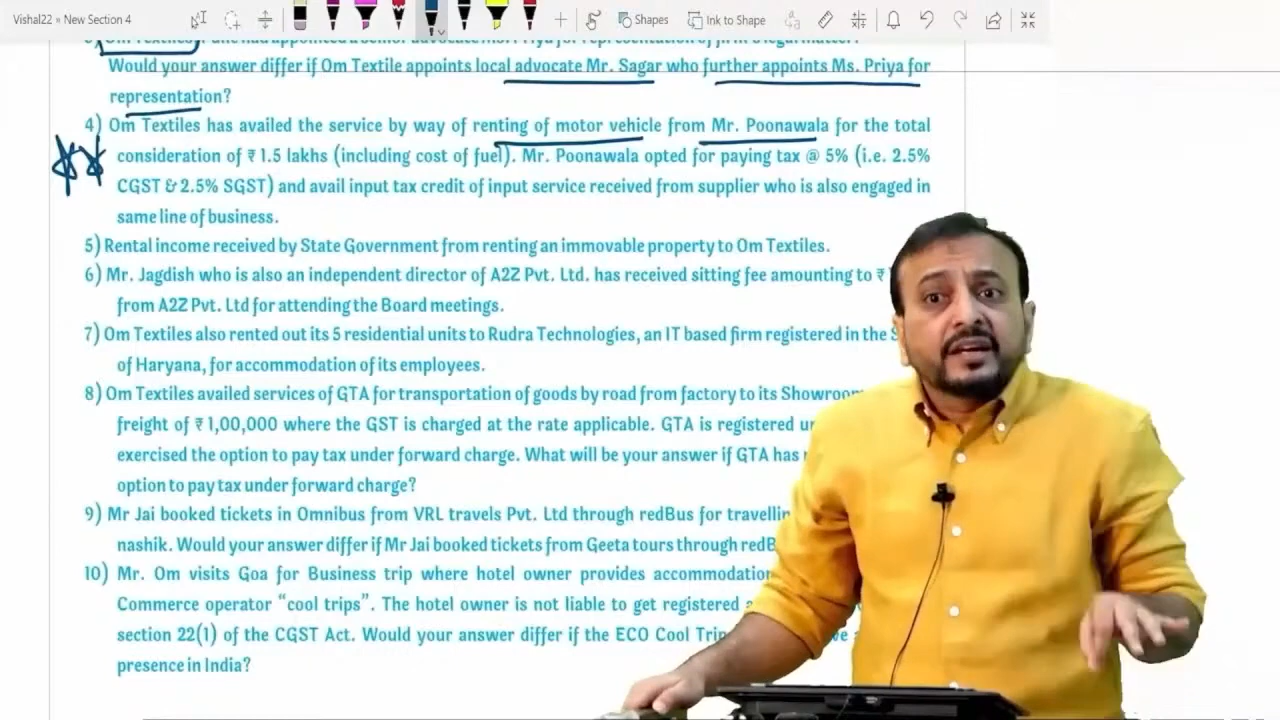 Vishal22 » New Section 4
Shapes
Ink to Shape
Om Textiles
had appointed a senior advocate Ms. Priya for representation of firm's legal matter.
Would your answer differ if Om Textile appoints local advocate Mr. Sagar who further appoints Ms. Priya for
representation?
4) Om Textiles has availed the service by way of renting of motor vehicle from Mr. Poonawala for the total
consideration of ₹ 1.5 lakhs (including cost of fuel). Mr. Poonawala opted for paying tax @ 5% (i.e. 2.5%
CGST & 2.5% SGST) and avail input tax credit of input service received from supplier who is also engaged in
same line of business.
5) Rental income received by State Government from renting an immovable property to Om Textiles.
6) Mr. Jagdish who is also an independent director of A2Z Pvt. Ltd. has received sitting fee amounting to ₹
from A2Z Pvt. Ltd for attending the Board meetings.
7) Om Textiles also rented out its 5 residential units to Rudra Technologies, an IT based firm registered in the
of Haryana, for accommodation of its employees.
8) Om Textiles availed services of GTA for transportation of goods by road from factory to its
freight of ₹ 1,00,000 where the GST is charged at the rate applicable. GTA is registered
exercised the option to pay tax under forward charge. What will be your answer if GTA has
option to pay tax under forward charge?
9) Mr Jai booked tickets in Omnibus from VRL travels Pvt. Ltd through redBus for
nashik. Would your answer differ if Mr Jai booked tickets from Geeta tours through
10) Mr. Om visits Goa for Business trip where hotel owner provides
Commerce operator “cool trips”. The hotel owner is not liable to get registered
section 22(1) of the CGST Act. Would your answer differ if the ECO Cool
presence in India?